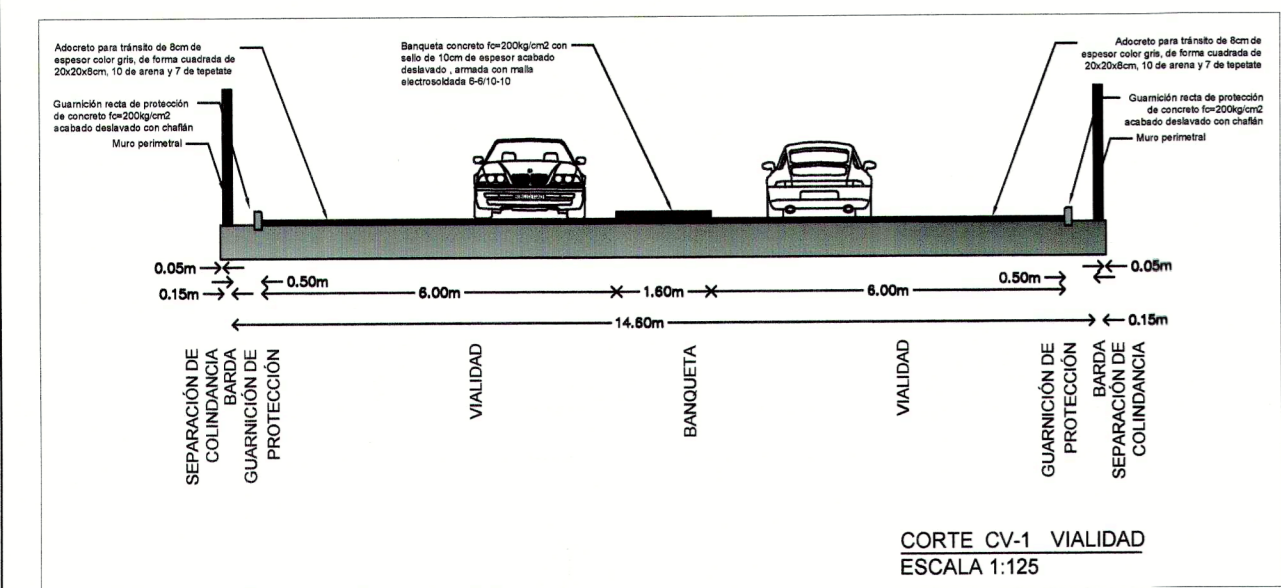 Adocreto para tránsito de 8cm de
espesor color gris, de forma cuadrada de
20x20x8cm, 10 de arena y 7 de tepetate
Guarnición recta de protección
de concreto fc=200kg/cm2
acabado deslavado con chaflán
Muro perimetral
Banqueta concreto fc=200kg/cm2 con
sello de 10cm de espesor acabado
deslavado , armada con malla
electrosoldada 6-6/10-10
Adocreto para tránsito de 8cm de
espesor color gris, de forma cuadrada de
20x20x8cm, 10 de arena y 7 de tepetate
Guarnición recta de protección
de concreto fc=200kg/cm2
acabado deslavado con chaflán
Muro perimetral
0.05m
0.50m
0.15m
6.00m
1.60m
6.00m
0.50m
0.05m
14.60m
0.15m
SEPARACIÓN DE
COLINDANCIA
BARDA
GUARNICIÓN DE
PROTECCIÓN
VIALIDAD
BANQUETA
VIALIDAD
GUARNICIÓN DE
PROTECCIÓN
BARDA
SEPARACIÓN DE
COLINDANCIA
CORTE CV-1 VIALIDAD
ESCALA 1:125